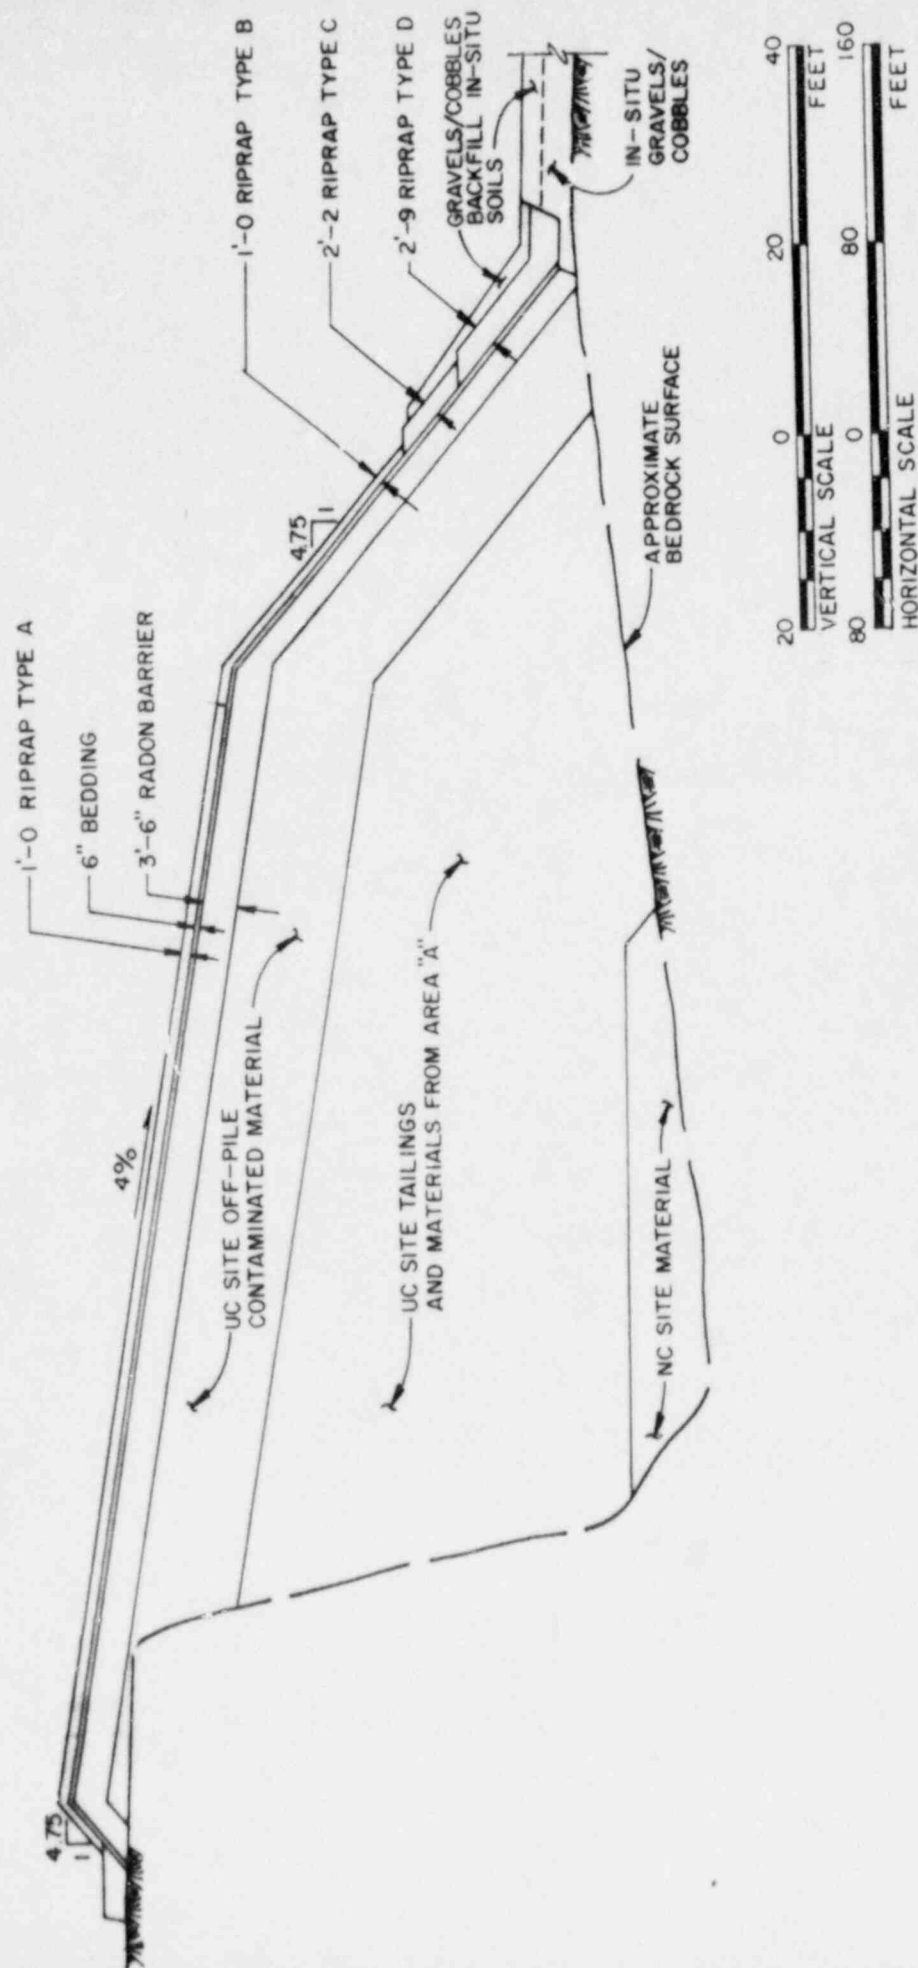 1'-0 RIPRAP TYPE A
6" BEDDING
3'-6" RADON BARRIER
1'-0 RIPRAP TYPE B
2'-2 RIPRAP TYPE C
2'-9 RIPRAP TYPE D
GRAVELS/COBBLES
BACKFILL IN-SITU
SOILS
IN-SITU
GRAVELS/
COBBLES
4.75
1
4%
4.75
1
UC SITE OFF-PILE
CONTAMINATED MATERIAL
UC SITE TAILINGS
AND MATERIALS FROM AREA "A"
NC SITE MATERIAL
APPROXIMATE
BEDROCK SURFACE
20 0 20 40
VERTICAL SCALE FEET
80 0 80 160
HORIZONTAL SCALE FEET